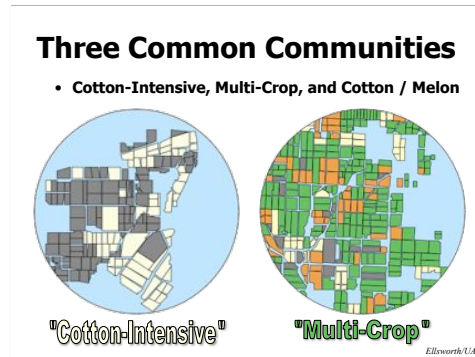 Three Common Communities
• Cotton-Intensive, Multi-Crop, and Cotton / Melon
"Cotton-Intensive"
"Multi-Crop"
Ellsworth/UA